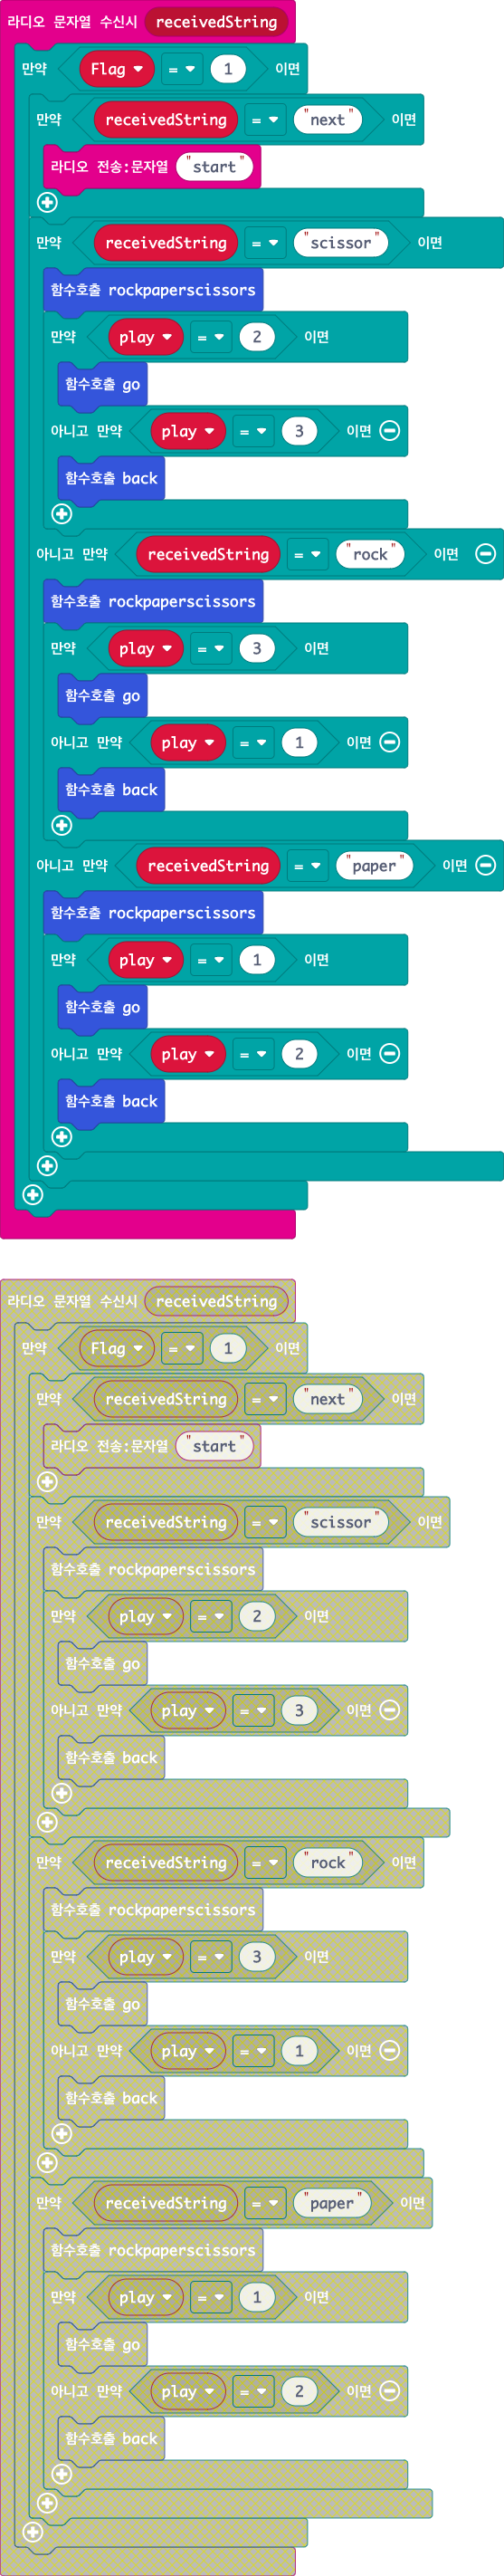 라디오 문자열 수신시 receivedString
만약 Flag = 1 이면
만약 receivedString = "next" 이면
라디오 전송:문자열 "start"
만약 receivedString = "scissor" 이면
함수호출 rockpaperscissors
만약 play = 2 이면
함수호출 go
아니고 만약 play = 3 이면
함수호출 back
아니고 만약 receivedString = "rock" 이면
함수호출 rockpaperscissors
만약 play = 3 이면
함수호출 go
아니고 만약 play = 1 이면
함수호출 back
아니고 만약 receivedString = "paper" 이면
함수호출 rockpaperscissors
만약 play = 1 이면
함수호출 go
아니고 만약 play = 2 이면
함수호출 back
라디오 문자열 수신시 receivedString
만약 Flag = 1 이면
만약 receivedString = "next" 이면
라디오 전송:문자열 "start"
만약 receivedString = "scissor" 이면
함수호출 rockpaperscissors
만약 play = 2 이면
함수호출 go
아니고 만약 play = 3 이면
함수호출 back
만약 receivedString = "rock" 이면
함수호출 rockpaperscissors
만약 play = 3 이면
함수호출 go
아니고 만약 play = 1 이면
함수호출 back
만약 receivedString = "paper" 이면
함수호출 rockpaperscissors
만약 play = 1 이면
함수호출 go
아니고 만약 play = 2 이면
함수호출 back